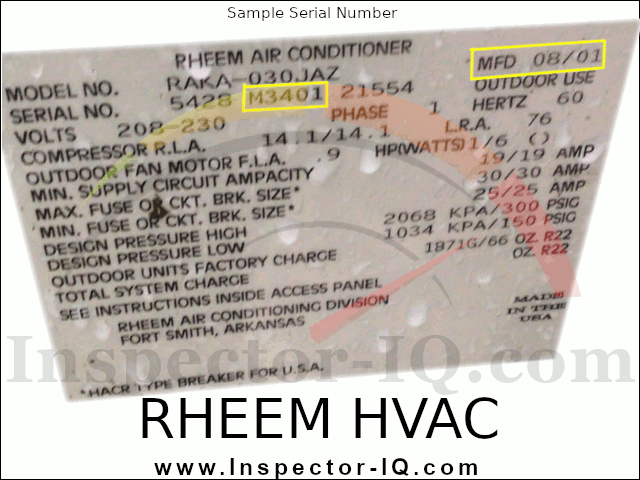 Sample Serial Number
RHEEM AIR CONDITIONER
MFD 08/01
MODEL NO. RAKA-030JAZ
OUTDOOR USE
SERIAL NO. 5428 M3401 21554
VOLTS 208-230 PHASE 1 HERTZ 60
COMPRESSOR R.L.A. 14.1/14.1 L.R.A. 76
OUTDOOR FAN MOTOR F.L.A. .9 HP(WATTS) 1/6 ()
MIN. SUPPLY CIRCUIT AMPACITY 19/19 AMP
MAX. FUSE OR CKT. BRK. SIZE* 30/30 AMP
MIN. FUSE OR CKT. BRK. SIZE* 25/25 AMP
DESIGN PRESSURE HIGH 2068 KPA/300 PSIG
DESIGN PRESSURE LOW 1034 KPA/150 PSIG
OUTDOOR UNITS FACTORY CHARGE 1871G/66 OZ. R22
TOTAL SYSTEM CHARGE OZ. R22
SEE INSTRUCTIONS INSIDE ACCESS PANEL
RHEEM AIR CONDITIONING DIVISION
FORT SMITH, ARKANSAS
MADE
IN THE
USA
Inspector-IQ.com
*HACR TYPE BREAKER FOR U.S.A.
RHEEM HVAC
www.Inspector-IQ.com